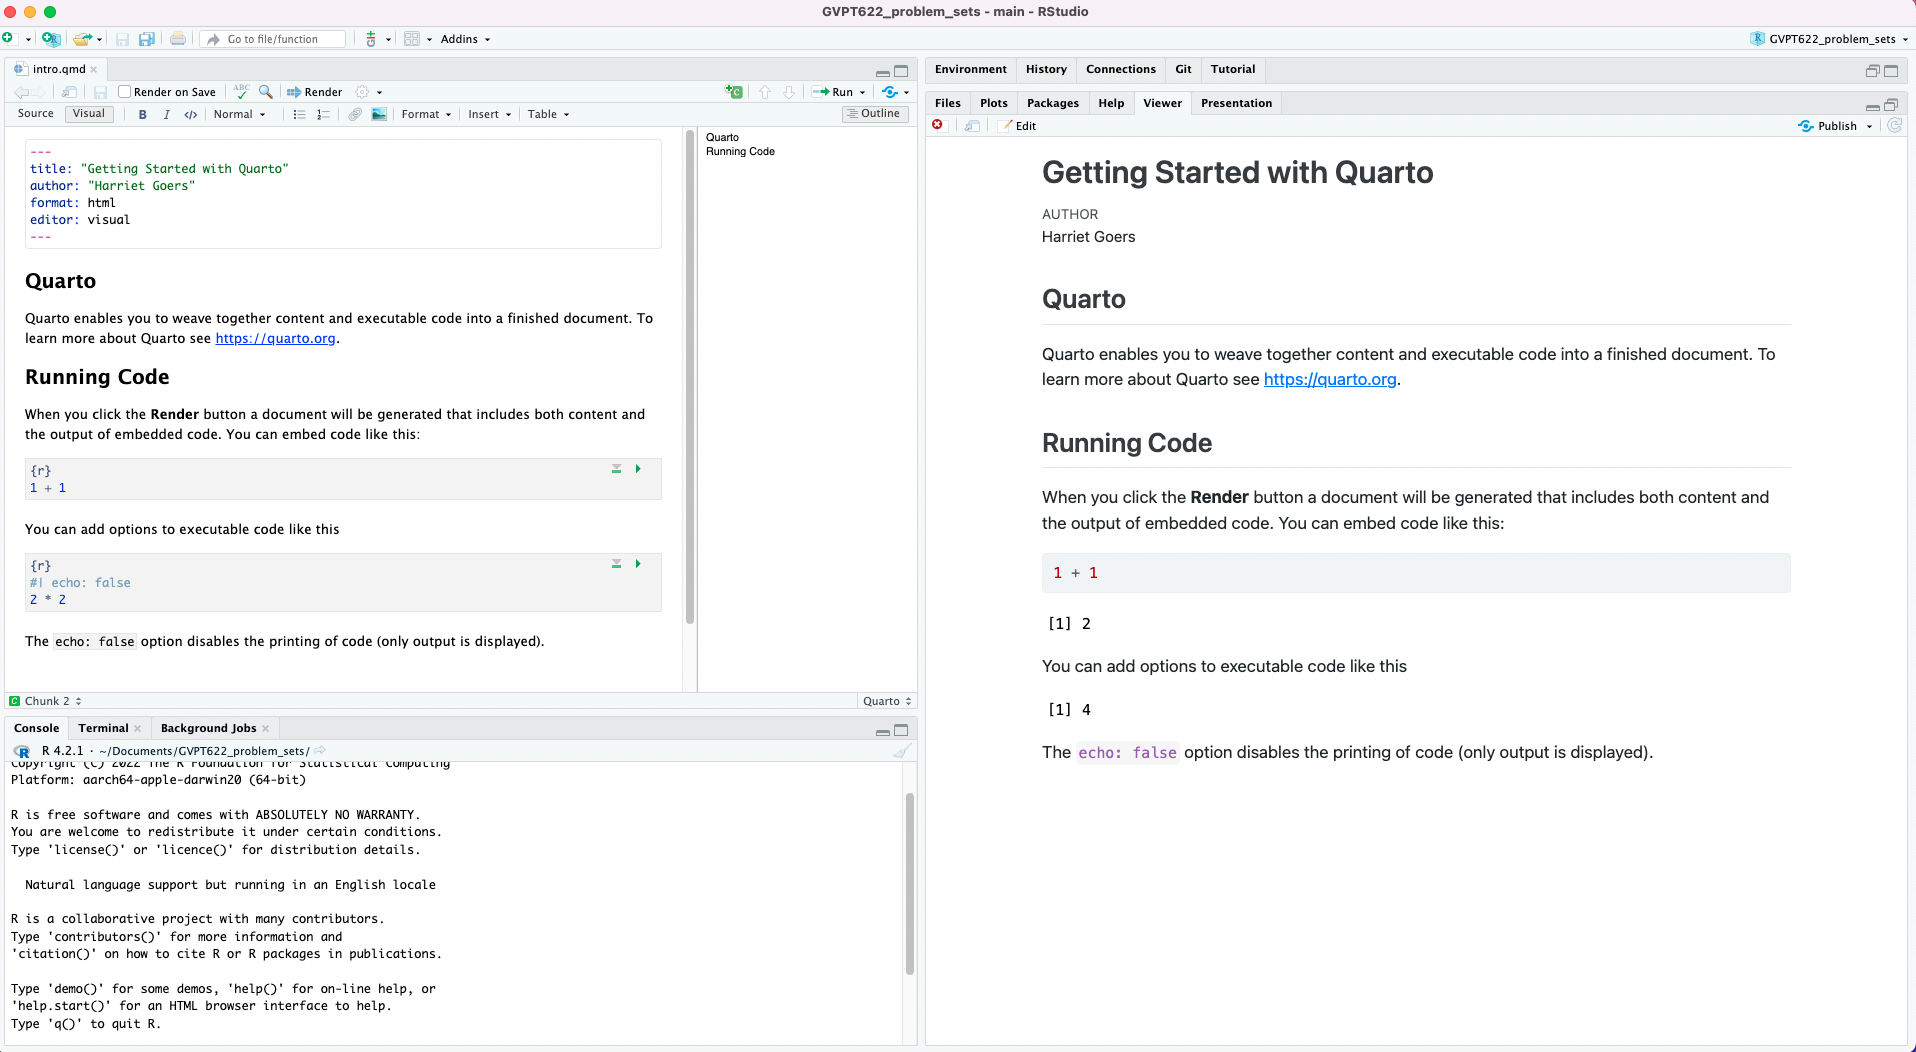 GVPT622_problem_sets - main - RStudio
Go to file/function
Addins
GVPT622_problem_sets
intro.qmd
Render on Save
ABC
Render
Run
Source
Visual
B
I
</>
Normal
Format
Insert
Table
Outline
---
title: "Getting Started with Quarto"
author: "Harriet Goers"
format: html
editor: visual
---
Quarto
Quarto enables you to weave together content and executable code into a finished document. To
learn more about Quarto see https://quarto.org.
Running Code
When you click the Render button a document will be generated that includes both content and
the output of embedded code. You can embed code like this:
{r}
1 + 1
You can add options to executable code like this
{r}
#| echo: false
2 * 2
The echo: false option disables the printing of code (only output is displayed).
Quarto
Running Code
C Chunk 2
Quarto
Console
Terminal
Background Jobs
R R 4.2.1 · ~/Documents/GVPT622_problem_sets/
Copyright (C) 2022 The R Foundation for Statistical Computing
Platform: aarch64-apple-darwin20 (64-bit)
R is free software and comes with ABSOLUTELY NO WARRANTY.
You are welcome to redistribute it under certain conditions.
Type 'license()' or 'licence()' for distribution details.
Natural language support but running in an English locale
R is a collaborative project with many contributors.
Type 'contributors()' for more information and
'citation()' on how to cite R or R packages in publications.
Type 'demo()' for some demos, 'help()' for on-line help, or
'help.start()' for an HTML browser interface to help.
Type 'q()' to quit R.
Environment
History
Connections
Git
Tutorial
Files
Plots
Packages
Help
Viewer
Presentation
Edit
Publish
Getting Started with Quarto
AUTHOR
Harriet Goers
Quarto
Quarto enables you to weave together content and executable code into a finished document. To
learn more about Quarto see https://quarto.org.
Running Code
When you click the Render button a document will be generated that includes both content and
the output of embedded code. You can embed code like this:
1 + 1
[1] 2
You can add options to executable code like this
[1] 4
The echo: false option disables the printing of code (only output is displayed).